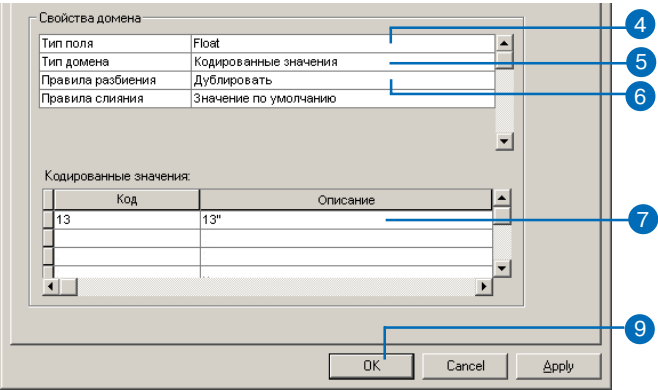 Свойства домена
4
Тип поля Float
Тип домена Кодированные значения
5
Правила разбиения Дублировать
6
Правила слияния Значение по умолчанию
Кодированные значения:
Код Описание
13 13"
7
9
OK Cancel Apply